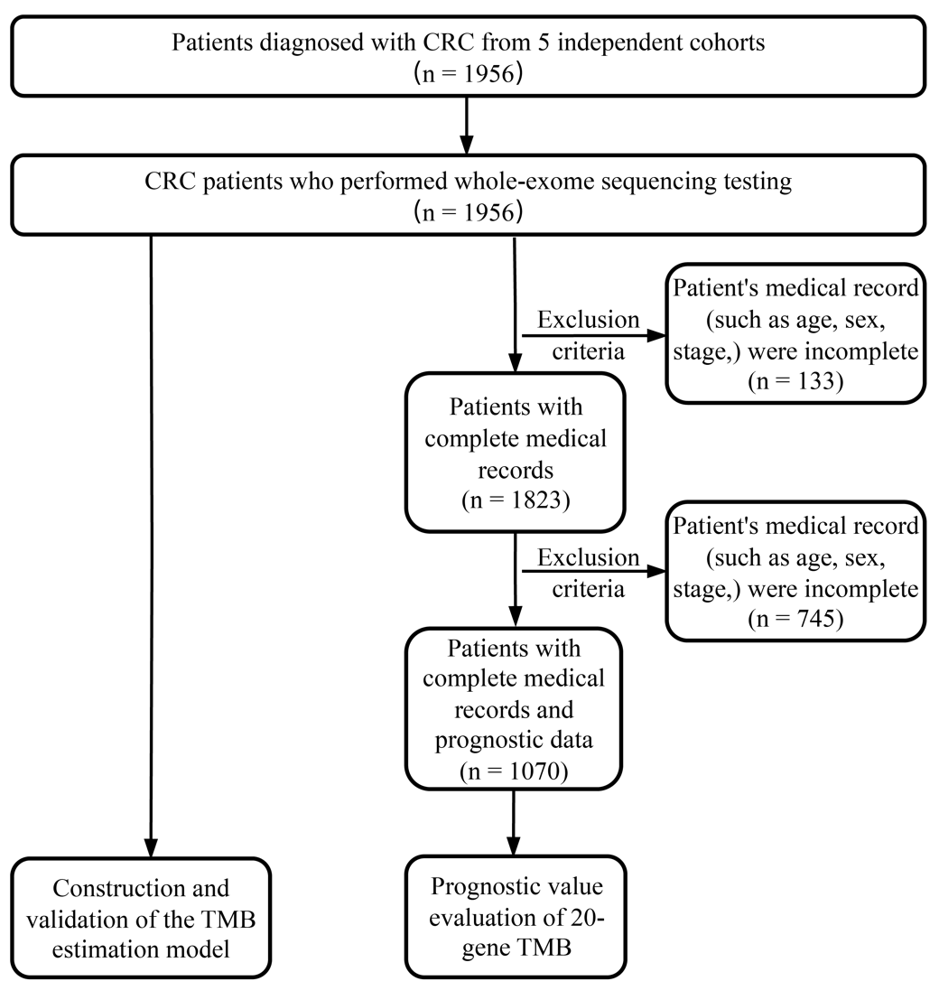 Patients diagnosed with CRC from 5 independent cohorts
(n = 1956)
CRC patients who performed whole-exome sequencing testing
(n = 1956)
Exclusion
criteria
Patient's medical record
(such as age, sex,
stage,) were incomplete
(n = 133)
Patients with
complete medical
records
(n = 1823)
Exclusion
criteria
Patient's medical record
(such as age, sex,
stage,) were incomplete
(n = 745)
Patients with
complete medical
records and
prognostic data
(n = 1070)
Construction and
validation of the TMB
estimation model
Prognostic value
evaluation of 20-
gene TMB